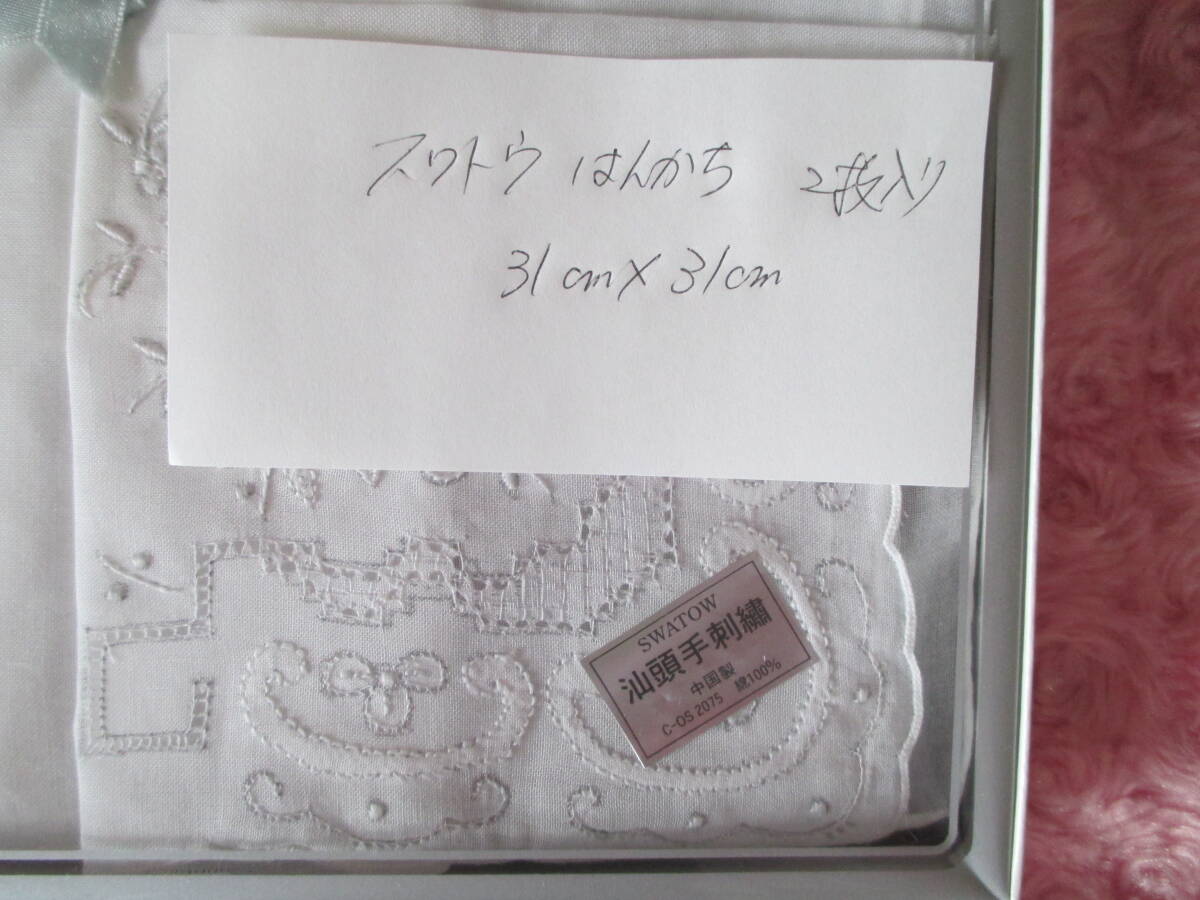 スワトウ はんかち 2枚入り
31cm×31cm
SWATOW
汕頭手刺繡
中国製
C-OS 2075 綿100%